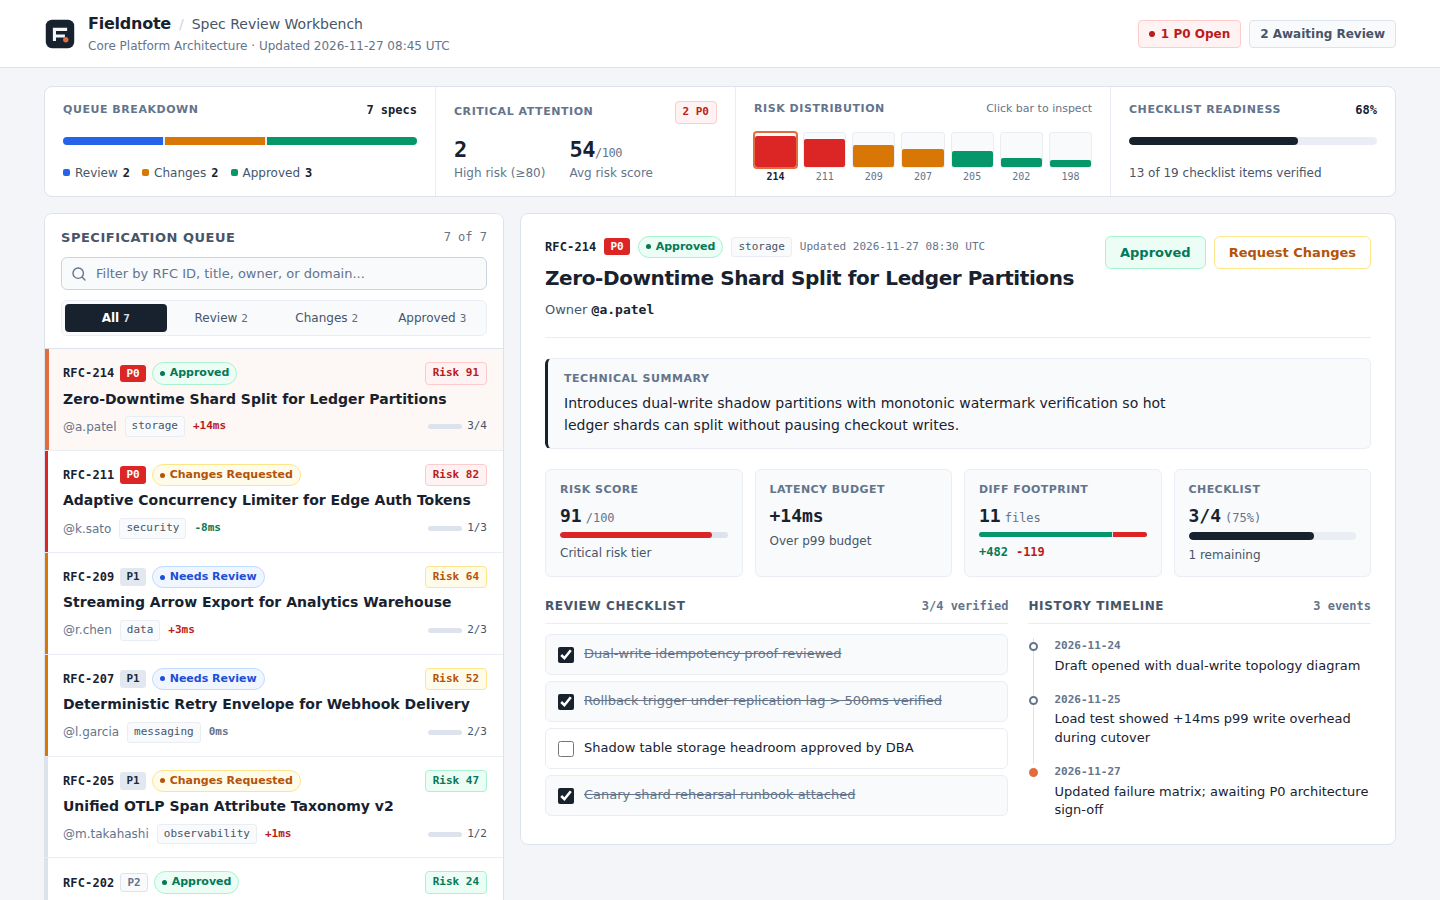 Fieldnote / Spec Review Workbench
Core Platform Architecture · Updated 2026-11-27 08:45 UTC
1 P0 Open
2 Awaiting Review
QUEUE BREAKDOWN
7 specs
Review 2 Changes 2 Approved 3
CRITICAL ATTENTION
2 P0
2
High risk (≥80)
54/100
Avg risk score
RISK DISTRIBUTION
Click bar to inspect
214 211 209 207 205 202 198
CHECKLIST READINESS
68%
13 of 19 checklist items verified
SPECIFICATION QUEUE
7 of 7
Filter by RFC ID, title, owner, or domain...
All 7 Review 2 Changes 2 Approved 3
RFC-214 P0 Approved Risk 91
Zero-Downtime Shard Split for Ledger Partitions
@a.patel storage +14ms 3/4
RFC-211 P0 Changes Requested Risk 82
Adaptive Concurrency Limiter for Edge Auth Tokens
@k.sato security -8ms 1/3
RFC-209 P1 Needs Review Risk 64
Streaming Arrow Export for Analytics Warehouse
@r.chen data +3ms 2/3
RFC-207 P1 Needs Review Risk 52
Deterministic Retry Envelope for Webhook Delivery
@l.garcia messaging 0ms 2/3
RFC-205 P1 Changes Requested Risk 47
Unified OTLP Span Attribute Taxonomy v2
@m.takahashi observability +1ms 1/2
RFC-202 P2 Approved Risk 24
RFC-214 P0 Approved storage Updated 2026-11-27 08:30 UTC
Approved
Request Changes
Zero-Downtime Shard Split for Ledger Partitions
Owner @a.patel
TECHNICAL SUMMARY
Introduces dual-write shadow partitions with monotonic watermark verification so hot
ledger shards can split without pausing checkout writes.
RISK SCORE
91 /100
Critical risk tier
LATENCY BUDGET
+14ms
Over p99 budget
DIFF FOOTPRINT
11 files
+482 -119
CHECKLIST
3/4 (75%)
1 remaining
REVIEW CHECKLIST
3/4 verified
Dual-write idempotency proof reviewed
Rollback trigger under replication lag > 500ms verified
Shadow table storage headroom approved by DBA
Canary shard rehearsal runbook attached
HISTORY TIMELINE
3 events
2026-11-24
Draft opened with dual-write topology diagram
2026-11-25
Load test showed +14ms p99 write overhead
during cutover
2026-11-27
Updated failure matrix; awaiting P0 architecture
sign-off